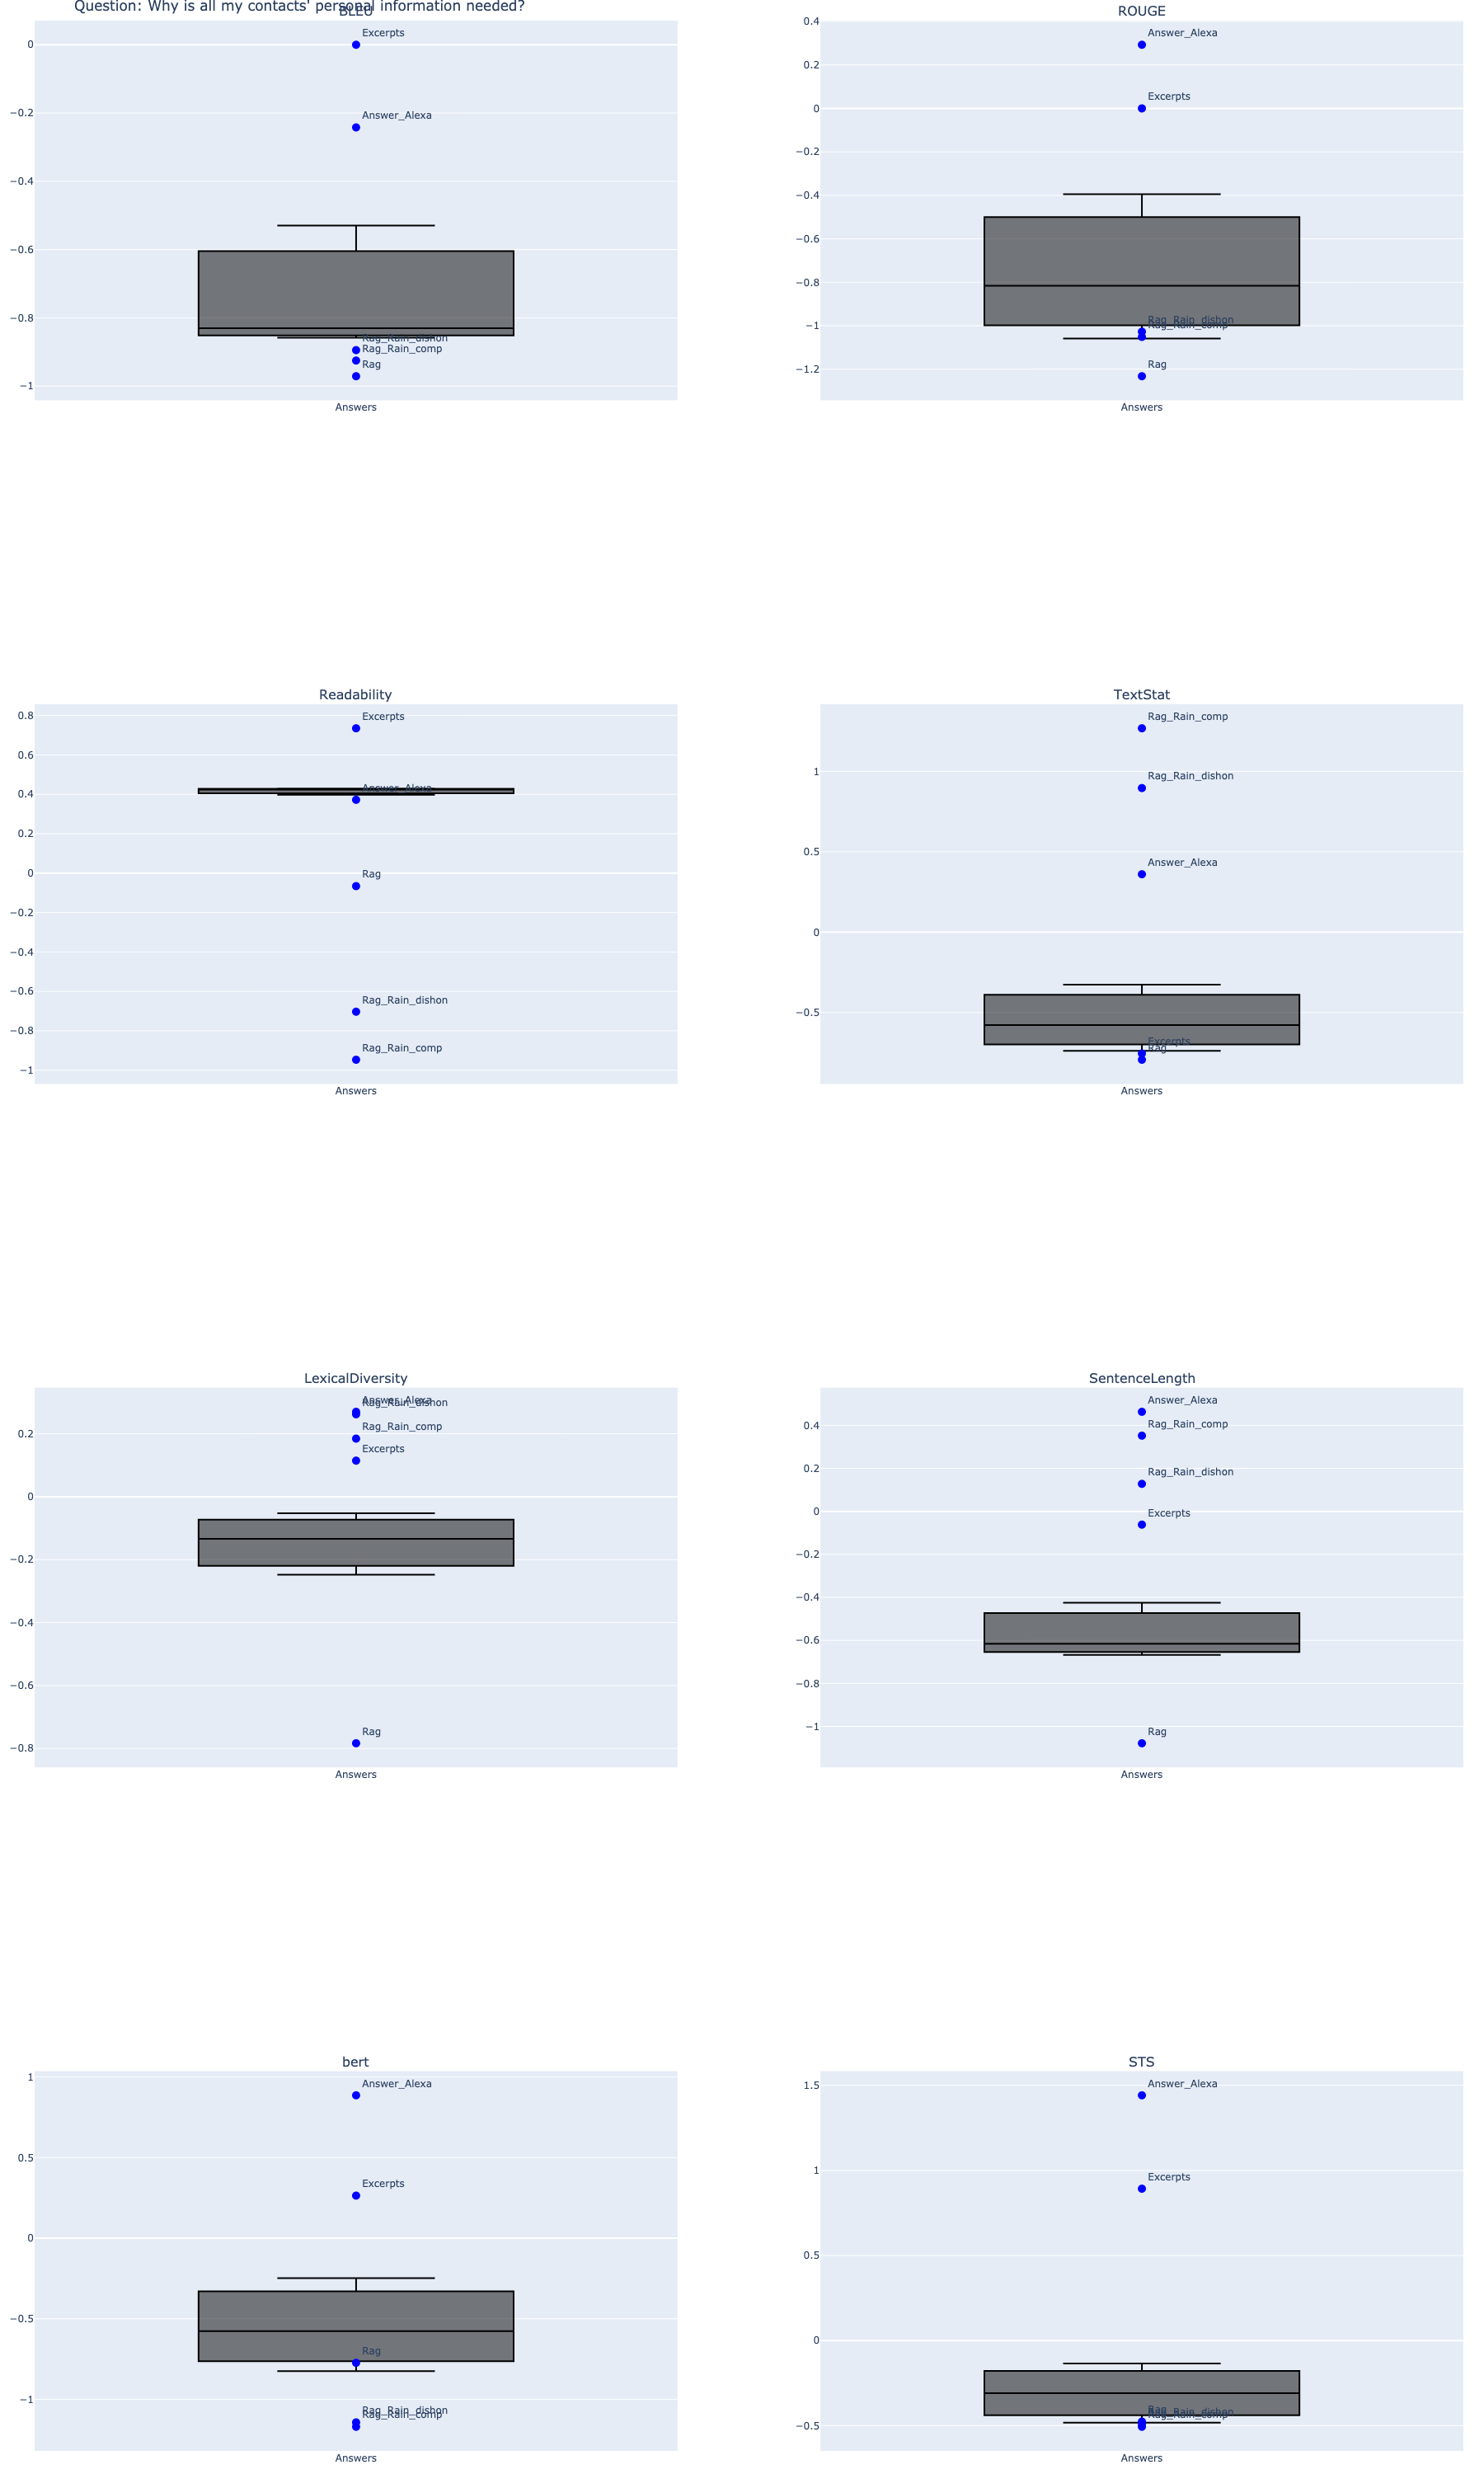 Question: Why is all my contacts' personal information needed?
BLEU
0
−0.2
−0.4
−0.6
−0.8
−1
Excerpts
Answer_Alexa
Rag_Rain_dishon
Rag_Rain_comp
Rag
Answers
ROUGE
0.4
0.2
0
−0.2
−0.4
−0.6
−0.8
−1
−1.2
Answer_Alexa
Excerpts
Rag_Rain_dishon
Rag_Rain_comp
Rag
Answers
Readability
0.8
0.6
0.4
0.2
0
−0.2
−0.4
−0.6
−0.8
−1
Excerpts
Answer_Alexa
Rag
Rag_Rain_dishon
Rag_Rain_comp
Answers
TextStat
1
0.5
0
−0.5
Rag_Rain_comp
Rag_Rain_dishon
Answer_Alexa
Excerpts
Rag
Answers
LexicalDiversity
0.2
0
−0.2
−0.4
−0.6
−0.8
Answer_Alexa
Rag_Rain_dishon
Rag_Rain_comp
Excerpts
Rag
Answers
SentenceLength
0.4
0.2
0
−0.2
−0.4
−0.6
−0.8
−1
Answer_Alexa
Rag_Rain_comp
Rag_Rain_dishon
Excerpts
Rag
Answers
bert
1
0.5
0
−0.5
−1
Answer_Alexa
Excerpts
Rag
Rag_Rain_dishon
Rag_Rain_comp
Answers
STS
1.5
1
0.5
0
−0.5
Answer_Alexa
Excerpts
Rag
Rag_Rain_dishon
Rag_Rain_comp
Answers